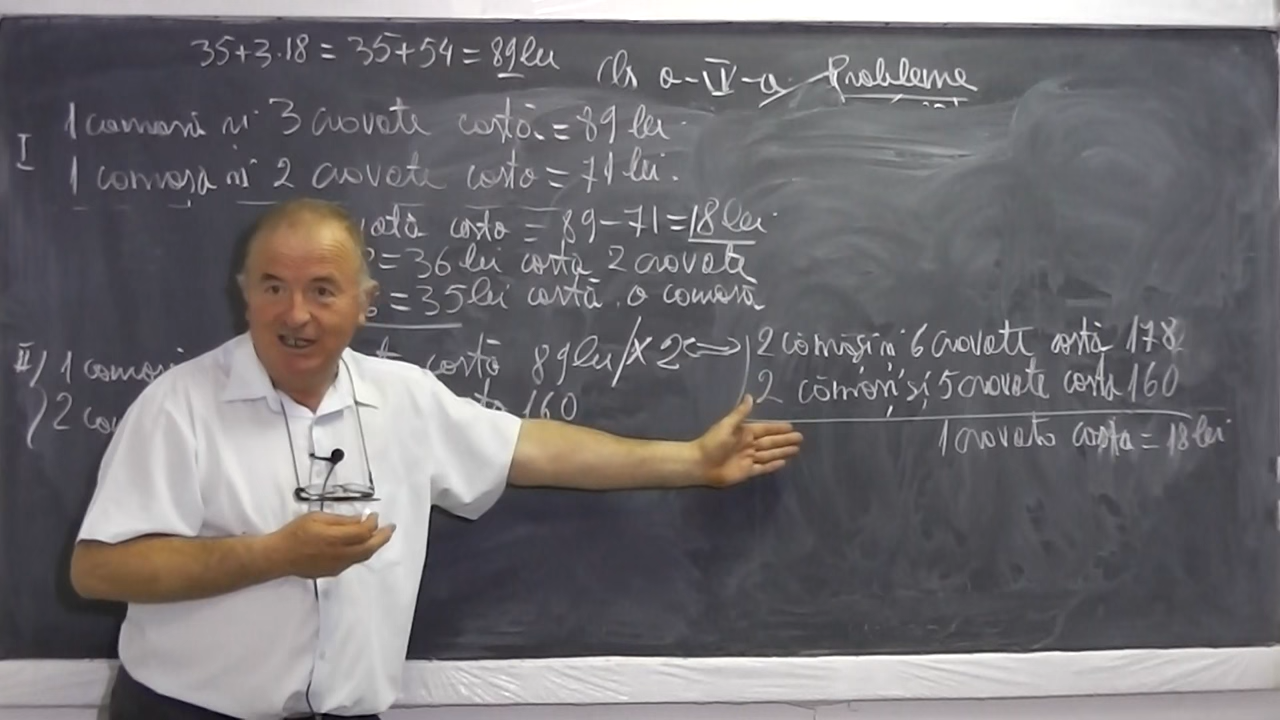 35+3·18 = 35+54 = 89 lei
Cls a-IV-a Probleme
I
1 cămașă și 3 cravate costă = 89 lei.
1 cămașă și 2 cravate costă = 71 lei.
costă = 89-71 = 18 lei.
= 36 lei costă 2 cravate
= 35 lei costă o cămașă
II) 1 cămașă costă 89 lei / × 2 <=> ) 2 cămăși și 6 cravate costă 178
) 2 costă 160
2 cămăși și 5 cravate costă 160
1 cravată costă = 18 lei